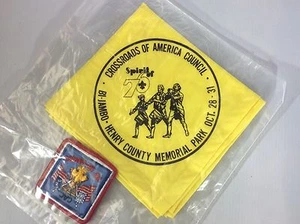 CROSSROADS OF AMERICA COUNCIL
Spirit of
76
BI-JAMBO · HENRY COUNTY MEMORIAL PARK OCT. 28 - 31